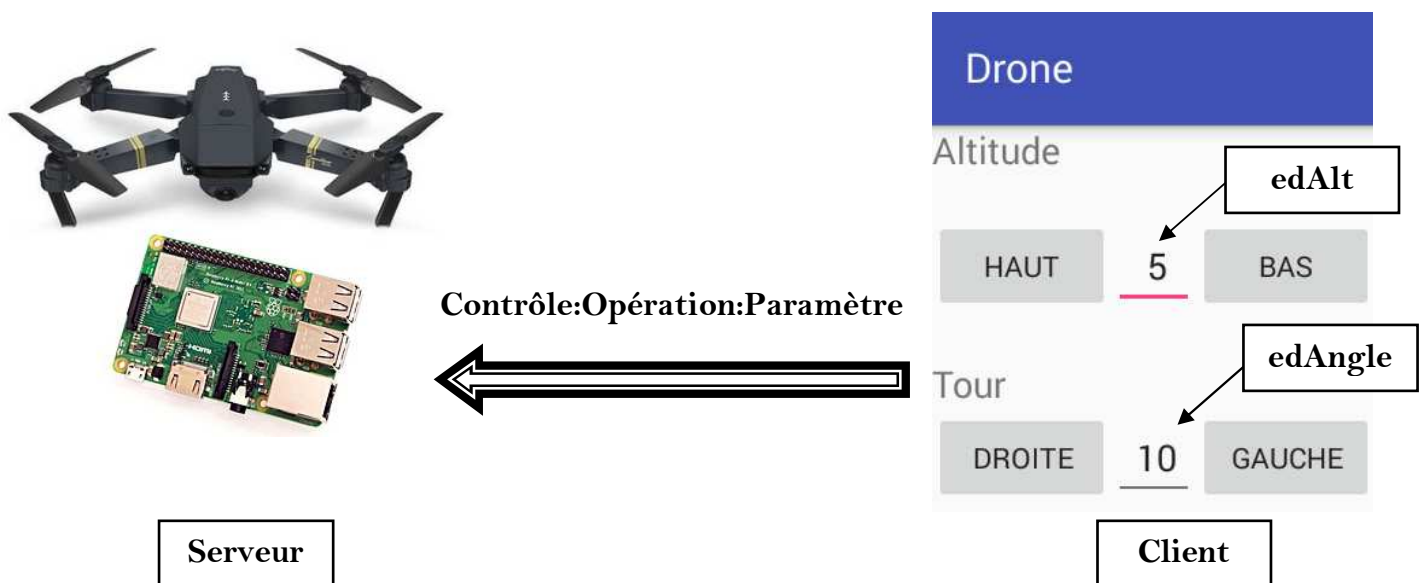 Drone
Altitude
edAlt
HAUT 5 BAS
Contrôle:Opération:Paramètre
edAngle
Tour
DROITE 10 GAUCHE
Serveur
Client